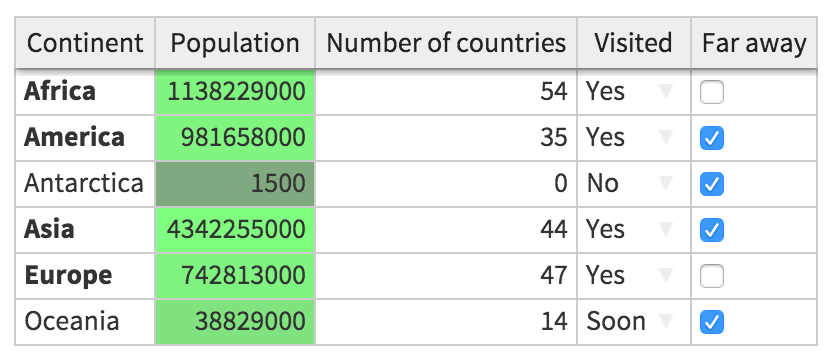 Continent Population Number of countries Visited Far away
Africa 1138229000 54 Yes
America 981658000 35 Yes
Antarctica 1500 0 No
Asia 4342255000 44 Yes
Europe 742813000 47 Yes
Oceania 38829000 14 Soon